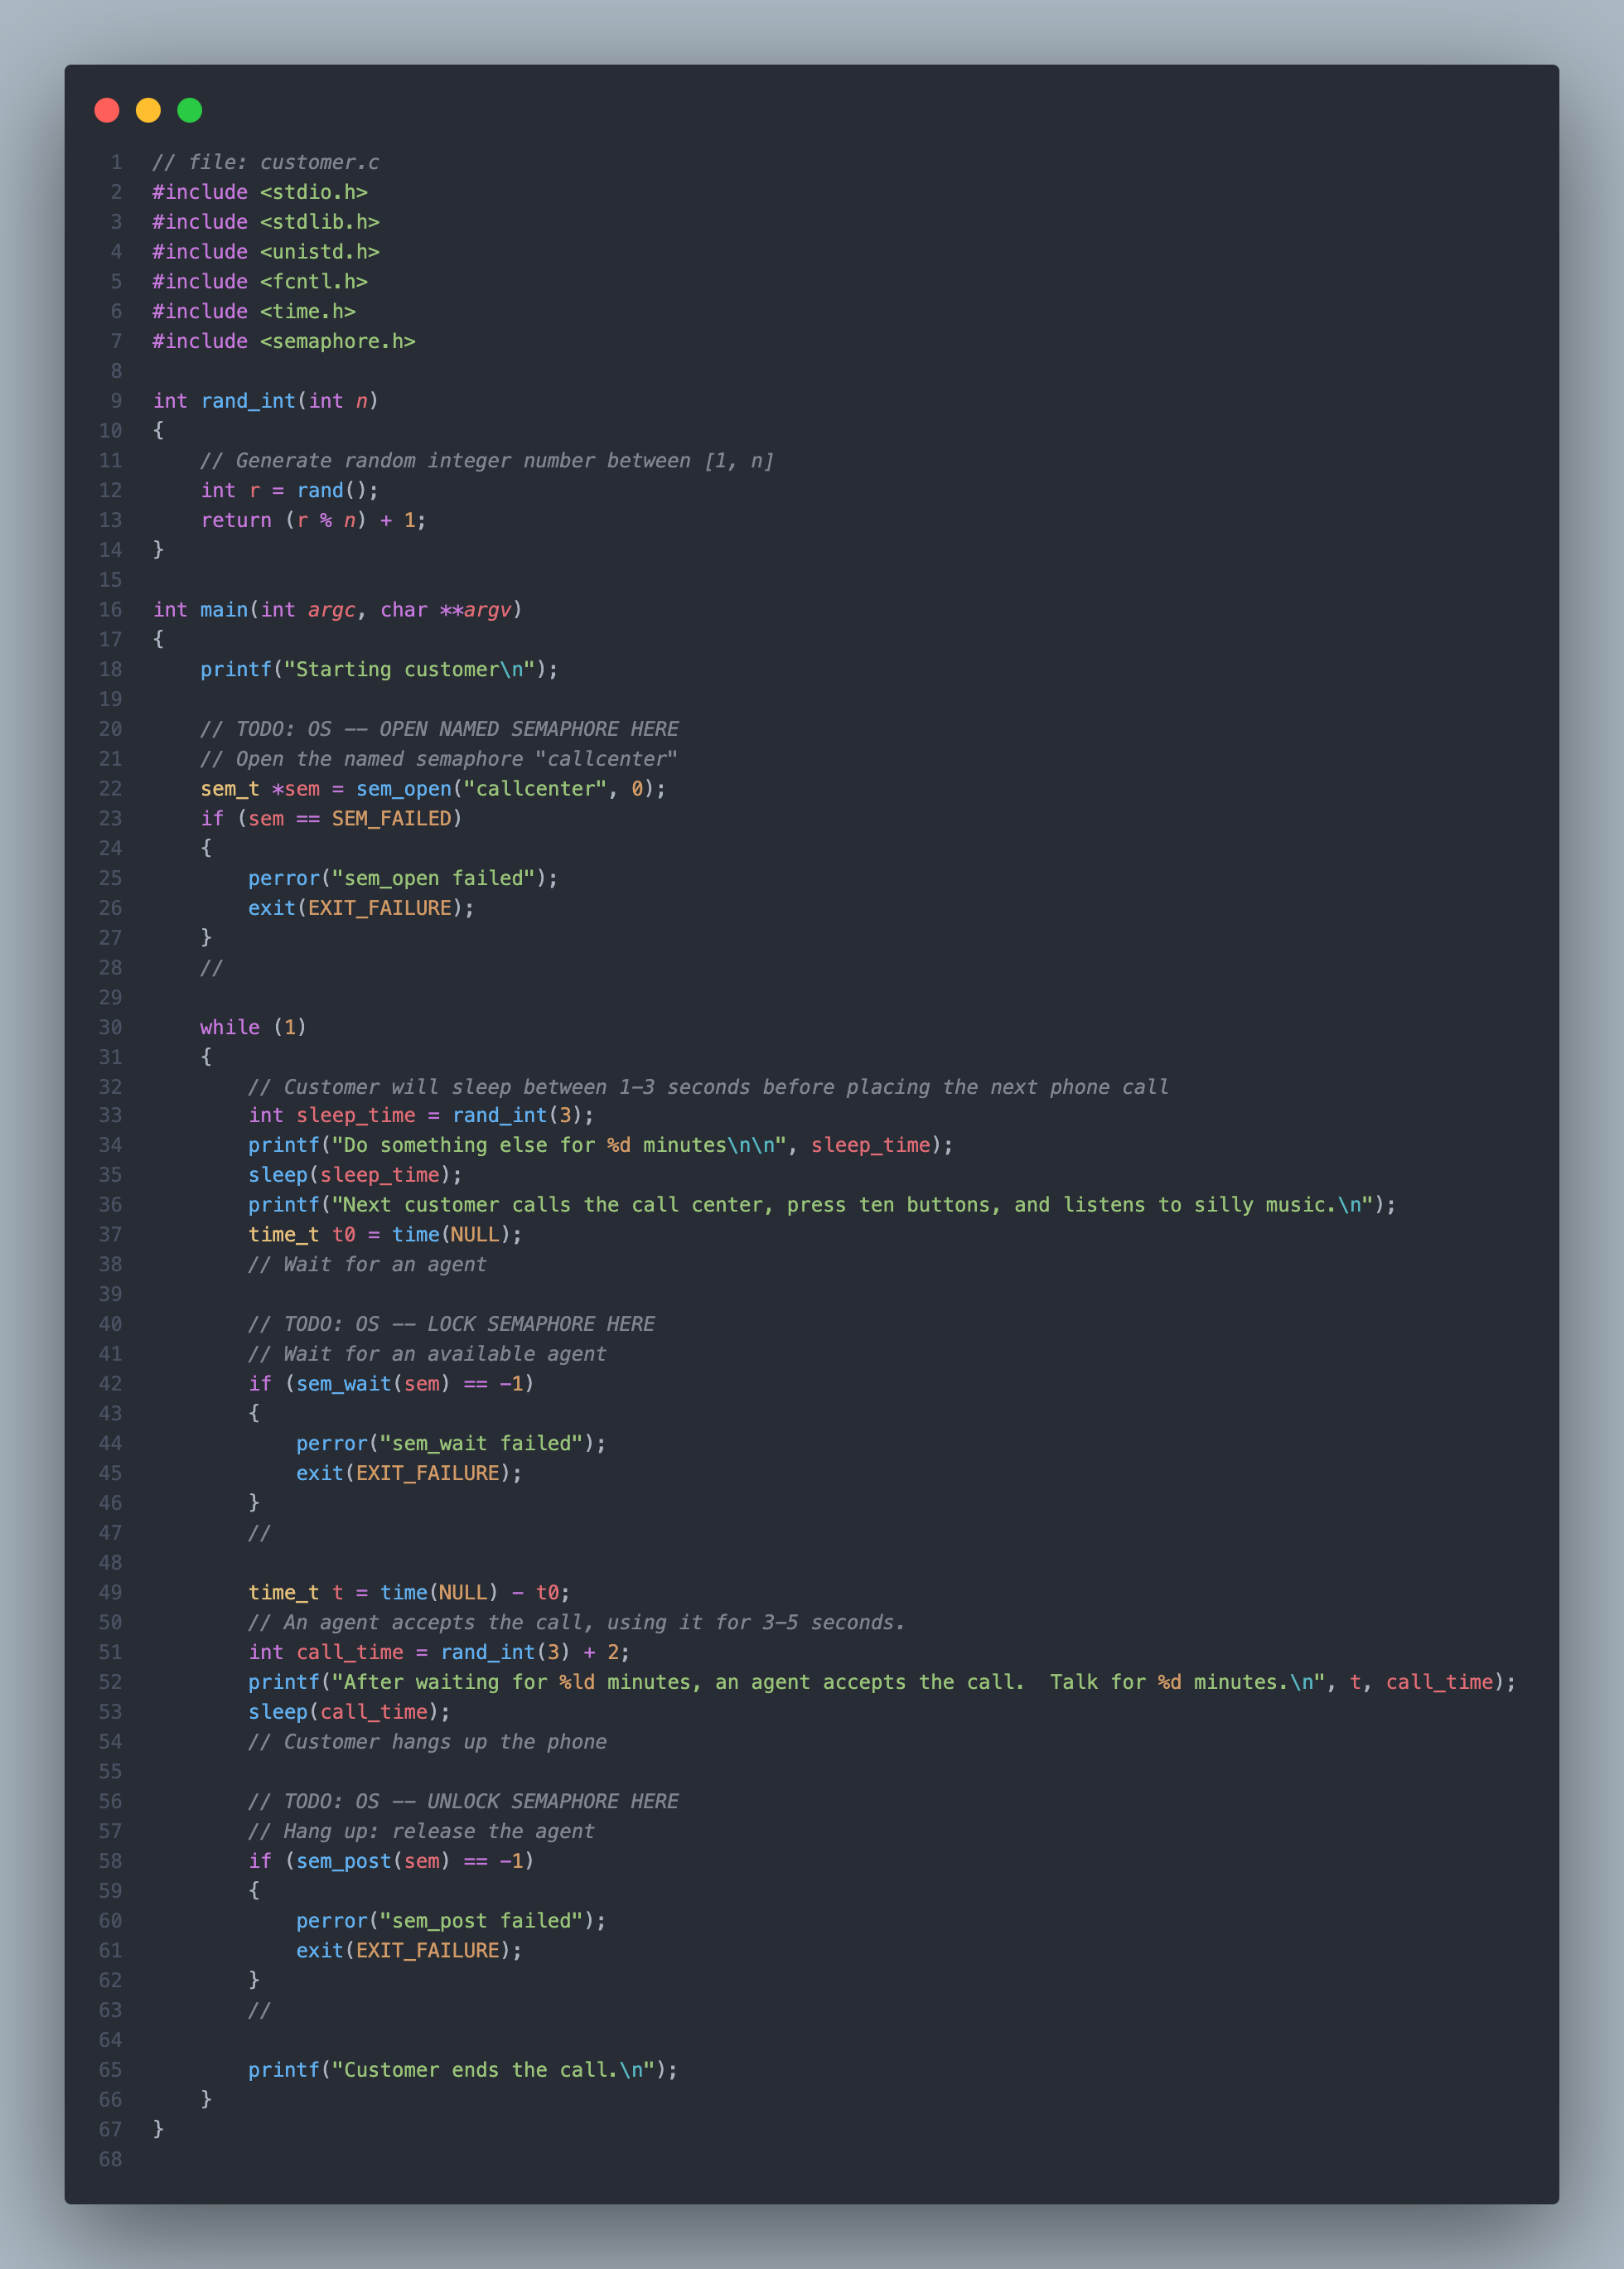 1 // file: customer.c
2 #include <stdio.h>
3 #include <stdlib.h>
4 #include <unistd.h>
5 #include <fcntl.h>
6 #include <time.h>
7 #include <semaphore.h>
8
9 int rand_int(int n)
10 {
11     // Generate random integer number between [1, n]
12     int r = rand();
13     return (r % n) + 1;
14 }
15
16 int main(int argc, char **argv)
17 {
18     printf("Starting customer\n");
19
20     // TODO: OS -- OPEN NAMED SEMAPHORE HERE
21     // Open the named semaphore "callcenter"
22     sem_t *sem = sem_open("callcenter", 0);
23     if (sem == SEM_FAILED)
24     {
25         perror("sem_open failed");
26         exit(EXIT_FAILURE);
27     }
28     //
29
30     while (1)
31     {
32         // Customer will sleep between 1-3 seconds before placing the next phone call
33         int sleep_time = rand_int(3);
34         printf("Do something else for %d minutes\n\n", sleep_time);
35         sleep(sleep_time);
36         printf("Next customer calls the call center, press ten buttons, and listens to silly music.\n");
37         time_t t0 = time(NULL);
38         // Wait for an agent
39
40         // TODO: OS -- LOCK SEMAPHORE HERE
41         // Wait for an available agent
42         if (sem_wait(sem) == -1)
43         {
44             perror("sem_wait failed");
45             exit(EXIT_FAILURE);
46         }
47         //
48
49         time_t t = time(NULL) - t0;
50         // An agent accepts the call, using it for 3-5 seconds.
51         int call_time = rand_int(3) + 2;
52         printf("After waiting for %ld minutes, an agent accepts the call.  Talk for %d minutes.\n", t, call_time);
53         sleep(call_time);
54         // Customer hangs up the phone
55
56         // TODO: OS -- UNLOCK SEMAPHORE HERE
57         // Hang up: release the agent
58         if (sem_post(sem) == -1)
59         {
60             perror("sem_post failed");
61             exit(EXIT_FAILURE);
62         }
63         //
64
65         printf("Customer ends the call.\n");
66     }
67 }
68